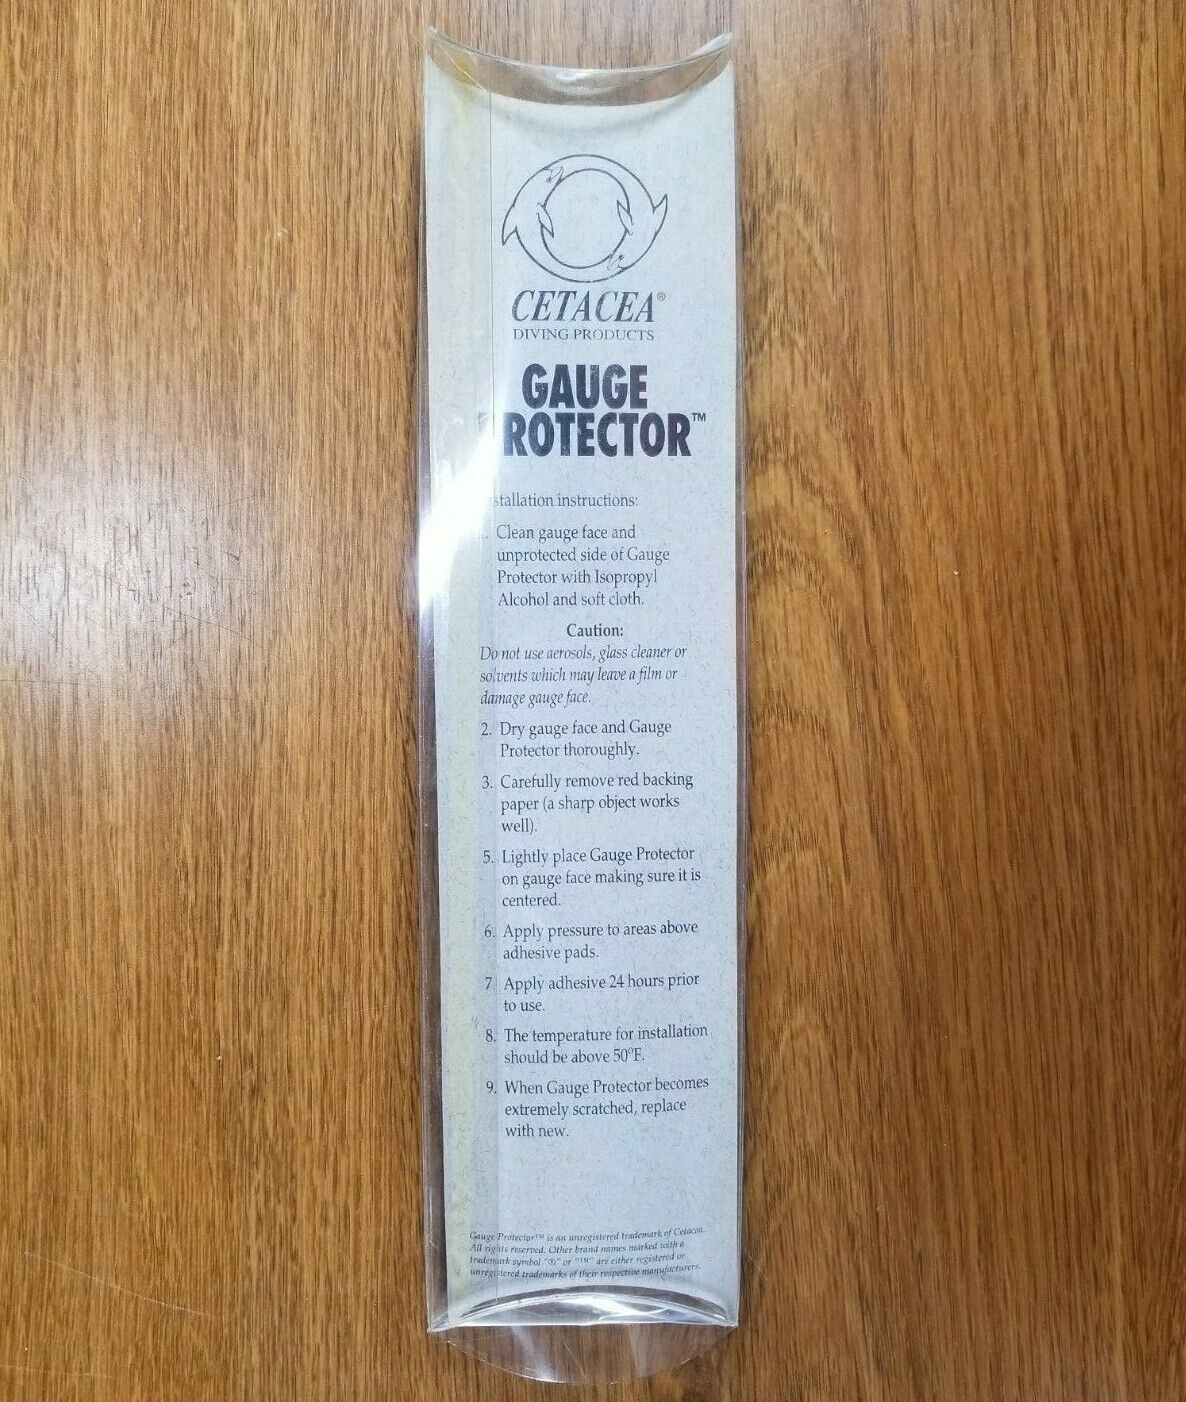 CETACEA®
DIVING PRODUCTS
GAUGE
PROTECTOR™
Installation instructions:
1. Clean gauge face and
unprotected side of Gauge
Protector with Isopropyl
Alcohol and soft cloth.
Caution:
Do not use aerosols, glass cleaner or
solvents which may leave a film or
damage gauge face.
2. Dry gauge face and Gauge
Protector thoroughly.
3. Carefully remove red backing
paper (a sharp object works
well).
5. Lightly place Gauge Protector
on gauge face making sure it is
centered.
6. Apply pressure to areas above
adhesive pads.
7 Apply adhesive 24 hours prior
to use.
8. The temperature for installation
should be above 50°F.
9. When Gauge Protector becomes
extremely scratched, replace
with new.
Gauge Protector™ is an unregistered trademark of Cetacea.
All rights reserved. Other brand names marked with a
trademark symbol "®" or "™" are either registered or
unregistered trademarks of their respective manufacturers.